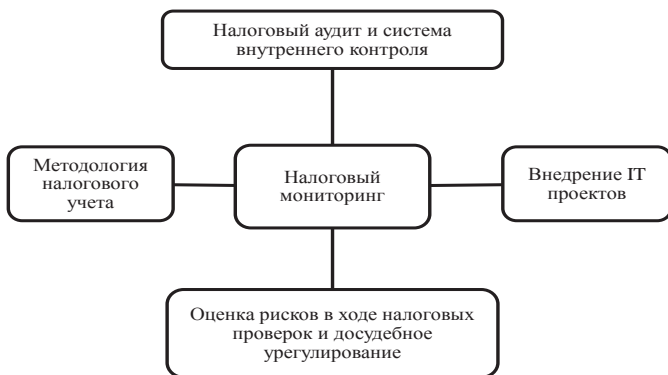 Налоговый аудит и система
внутреннего контроля
Методология
налогового
учета
Налоговый
мониторинг
Внедрение IT
проектов
Оценка рисков в ходе налоговых
проверок и досудебное
урегулирование